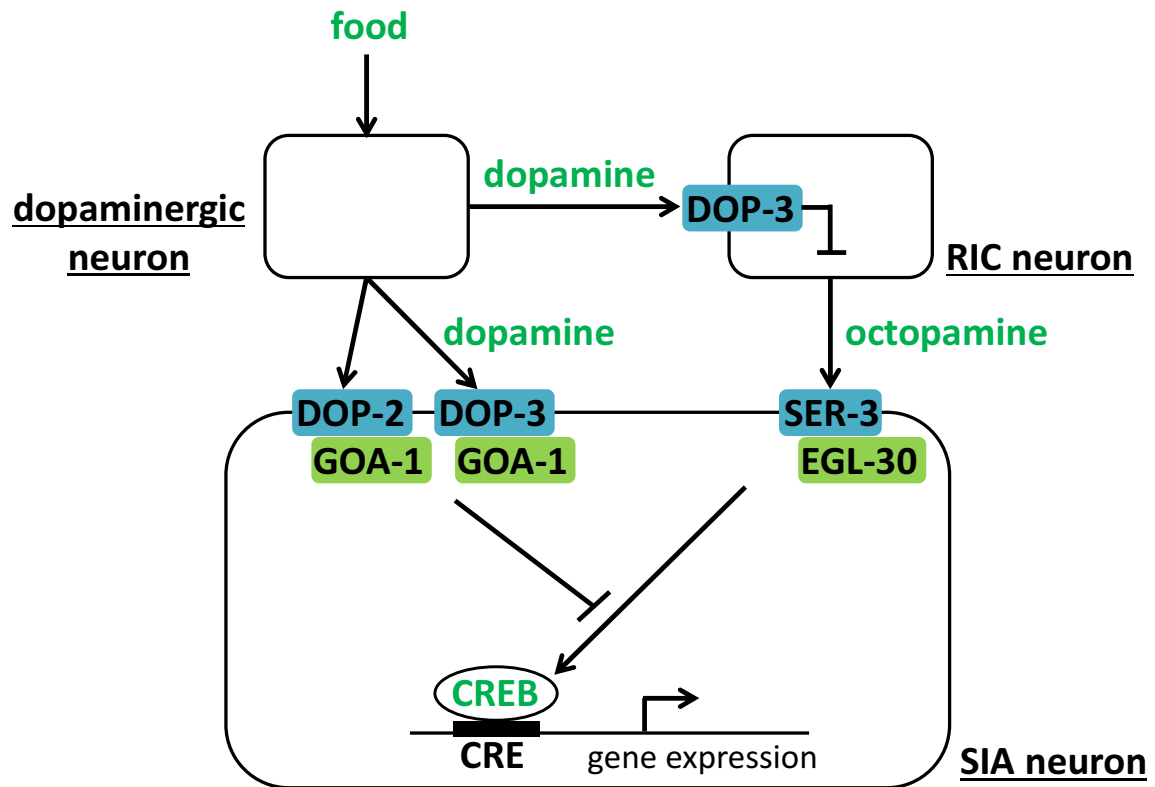 food
dopamine
dopaminergic
neuron
DOP-3
RIC neuron
dopamine
octopamine
DOP-2
DOP-3
SER-3
GOA-1
GOA-1
EGL-30
CREB
CRE
gene expression
SIA neuron